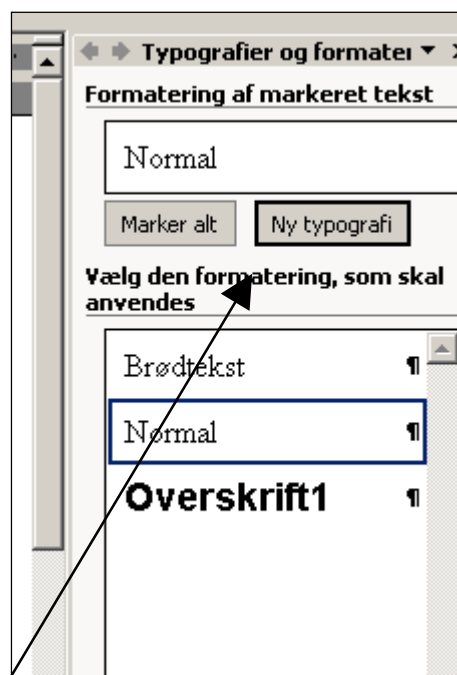 Typografier og formater
Formatering af markeret tekst
Normal
Marker alt Ny typografi
Vælg den formatering, som skal
anvendes
Brødtekst ¶
Normal ¶
Overskrift1 ¶